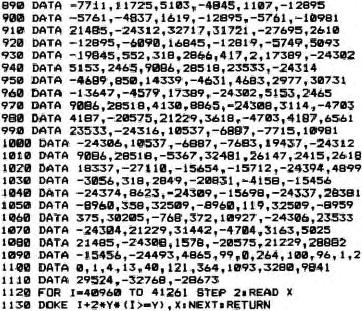 890 DATA -7711,11725,5103,-4845,1107,-12895
900 DATA -5761,-4837,1619,-12895,-5761,-10981
910 DATA 21485,-24312,32717,31721,-27695,2610
920 DATA -12895,-6090,16845,-12819,-5749,5093
930 DATA -19845,552,318,2866,417,2,17389,-24302
940 DATA 5153,2465,9086,28518,23533,-24314
950 DATA -4689,850,14339,-4631,4683,2977,30731
960 DATA -13647,-4579,17389,-24302,5153,2465
970 DATA 9086,28518,4130,8865,-24308,3114,-4703
980 DATA 4187,-20575,21229,3618,-4703,4187,6561
990 DATA 23533,-24316,10537,-6887,-7715,10981
1000 DATA -24306,10537,-6887,-7683,19437,-24312
1010 DATA 9086,28518,-5367,32481,26147,2415,2618
1020 DATA 18337,-27110,-15654,-15712,-24394,4899
1030 DATA -3056,318,2849,-20831,-4158,-15456
1040 DATA -24374,8623,-24309,-15698,-24337,28381
1050 DATA -8960,358,32509,-8960,119,32509,-8959
1060 DATA 375,30205,-768,372,10927,-24306,23533
1070 DATA -24304,21229,31442,-4704,3163,5025
1080 DATA 21485,-24308,1578,-20575,21229,28882
1090 DATA -15456,-24493,4865,99,0,264,100,96,1,2
1100 DATA 0,1,4,13,40,121,364,1093,3280,9841
1110 DATA 29524,-32768,-28673
1120 FOR I=40960 TO 41261 STEP 2:READ X
1130 DOKE I+2*Y*(I>=Y),X:NEXT:RETURN